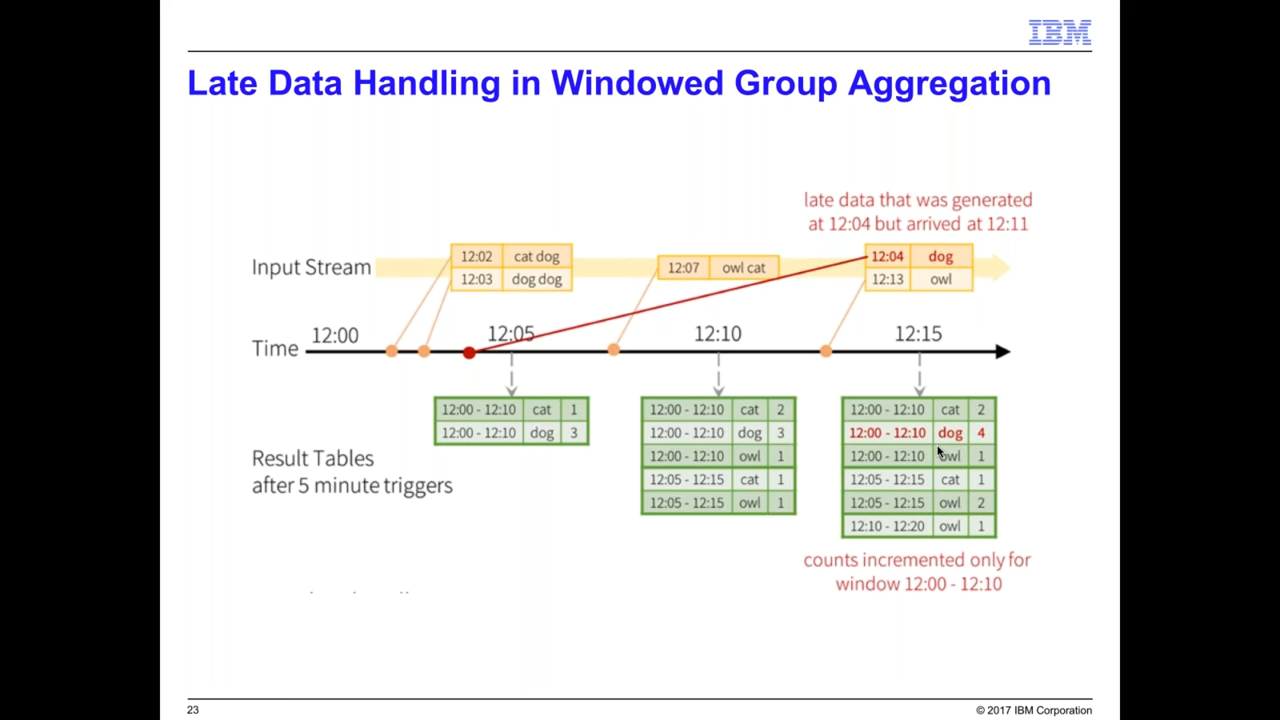 IBM
Late Data Handling in Windowed Group Aggregation
late data that was generated
at 12:04 but arrived at 12:11
Input Stream
12:02 cat dog
12:03 dog dog
12:07 owl cat
12:04 dog
12:13 owl
Time
12:00
12:05
12:10
12:15
Result Tables
after 5 minute triggers
12:00 - 12:10 cat 1
12:00 - 12:10 dog 3
12:00 - 12:10 cat 2
12:00 - 12:10 dog 3
12:00 - 12:10 owl 1
12:05 - 12:15 cat 1
12:05 - 12:15 owl 1
12:00 - 12:10 cat 2
12:00 - 12:10 dog 4
12:00 - 12:10 owl 1
12:05 - 12:15 cat 1
12:05 - 12:15 owl 2
12:10 - 12:20 owl 1
counts incremented only for
window 12:00 - 12:10
23
© 2017 IBM Corporation